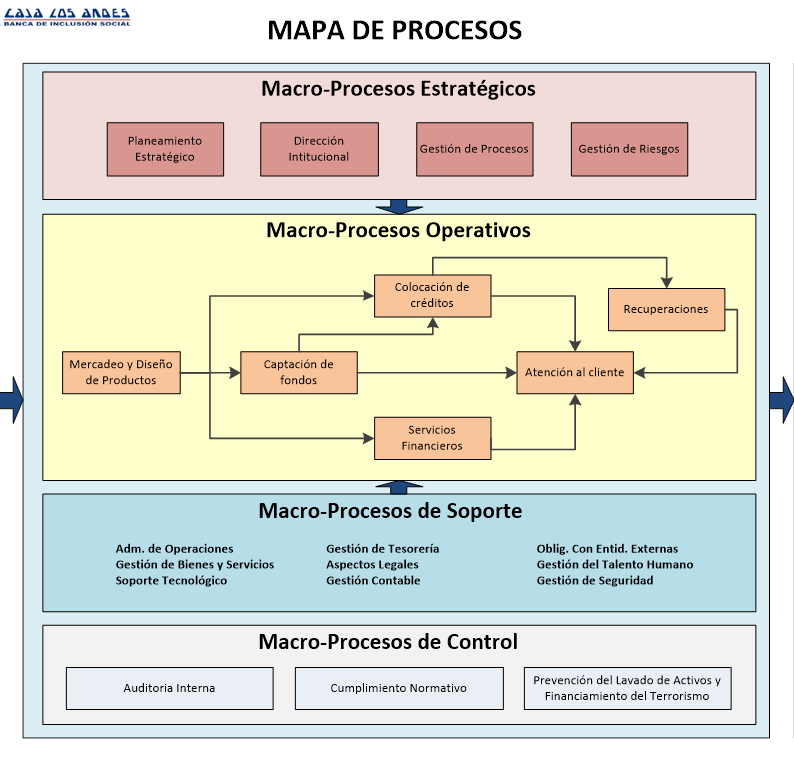 CAJA LOS ANDES
BANCA DE INCLUSIÓN SOCIAL
MAPA DE PROCESOS
Macro-Procesos Estratégicos
Planeamiento
Estratégico
Dirección
Intitucional
Gestión de Procesos
Gestión de Riesgos
Macro-Procesos Operativos
Colocación de
créditos
Recuperaciones
Mercadeo y Diseño
de Productos
Captación de
fondos
Atención al cliente
Servicios
Financieros
Macro-Procesos de Soporte
Adm. de Operaciones
Gestión de Bienes y Servicios
Soporte Tecnológico
Gestión de Tesorería
Aspectos Legales
Gestión Contable
Oblig. Con Entid. Externas
Gestión del Talento Humano
Gestión de Seguridad
Macro-Procesos de Control
Auditoria Interna
Cumplimiento Normativo
Prevención del Lavado de Activos y
Financiamiento del Terrorismo